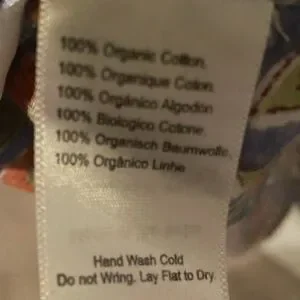 100% Organic Cotton.
100% Organique Coton.
100% Orgánico Algodón
100% Biologico Cotone.
100% Organisch Baumwolle.
100% Orgânico Linho
Hand Wash Cold
Do not Wring. Lay Flat to Dry.